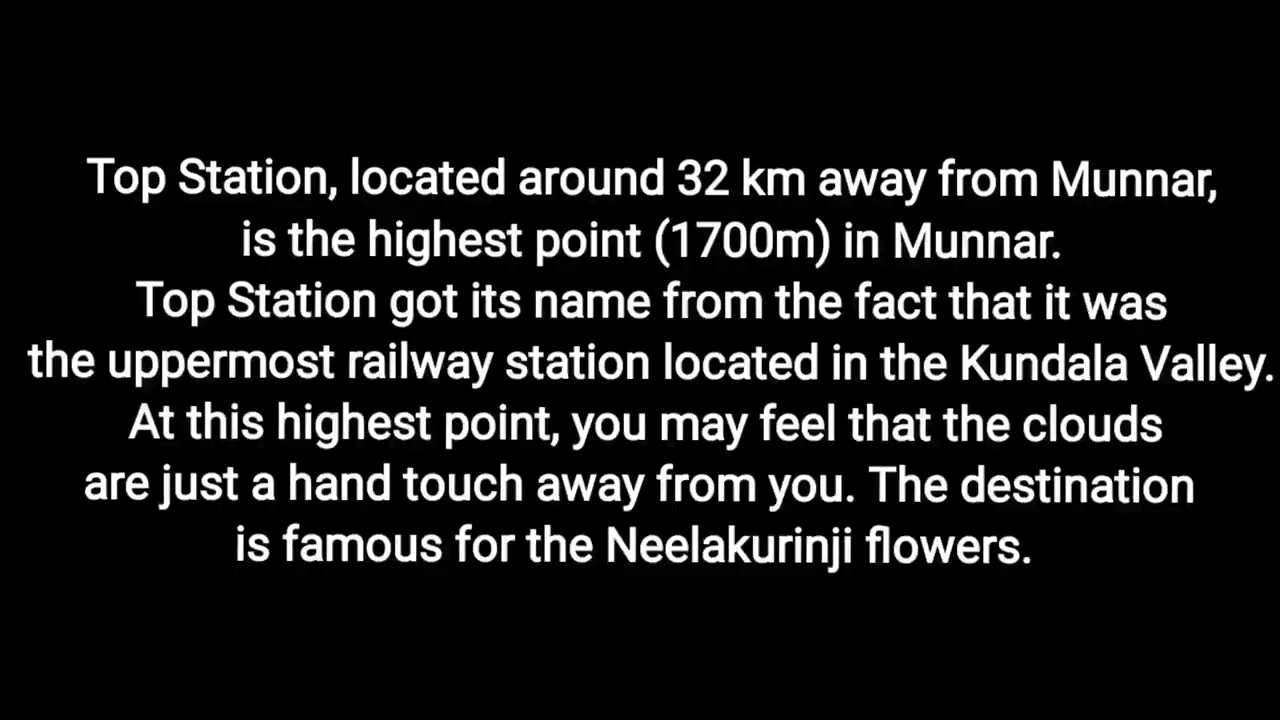 Top Station, located around 32 km away from Munnar,
is the highest point (1700m) in Munnar.
Top Station got its name from the fact that it was
the uppermost railway station located in the Kundala Valley.
At this highest point, you may feel that the clouds
are just a hand touch away from you. The destination
is famous for the Neelakurinji flowers.